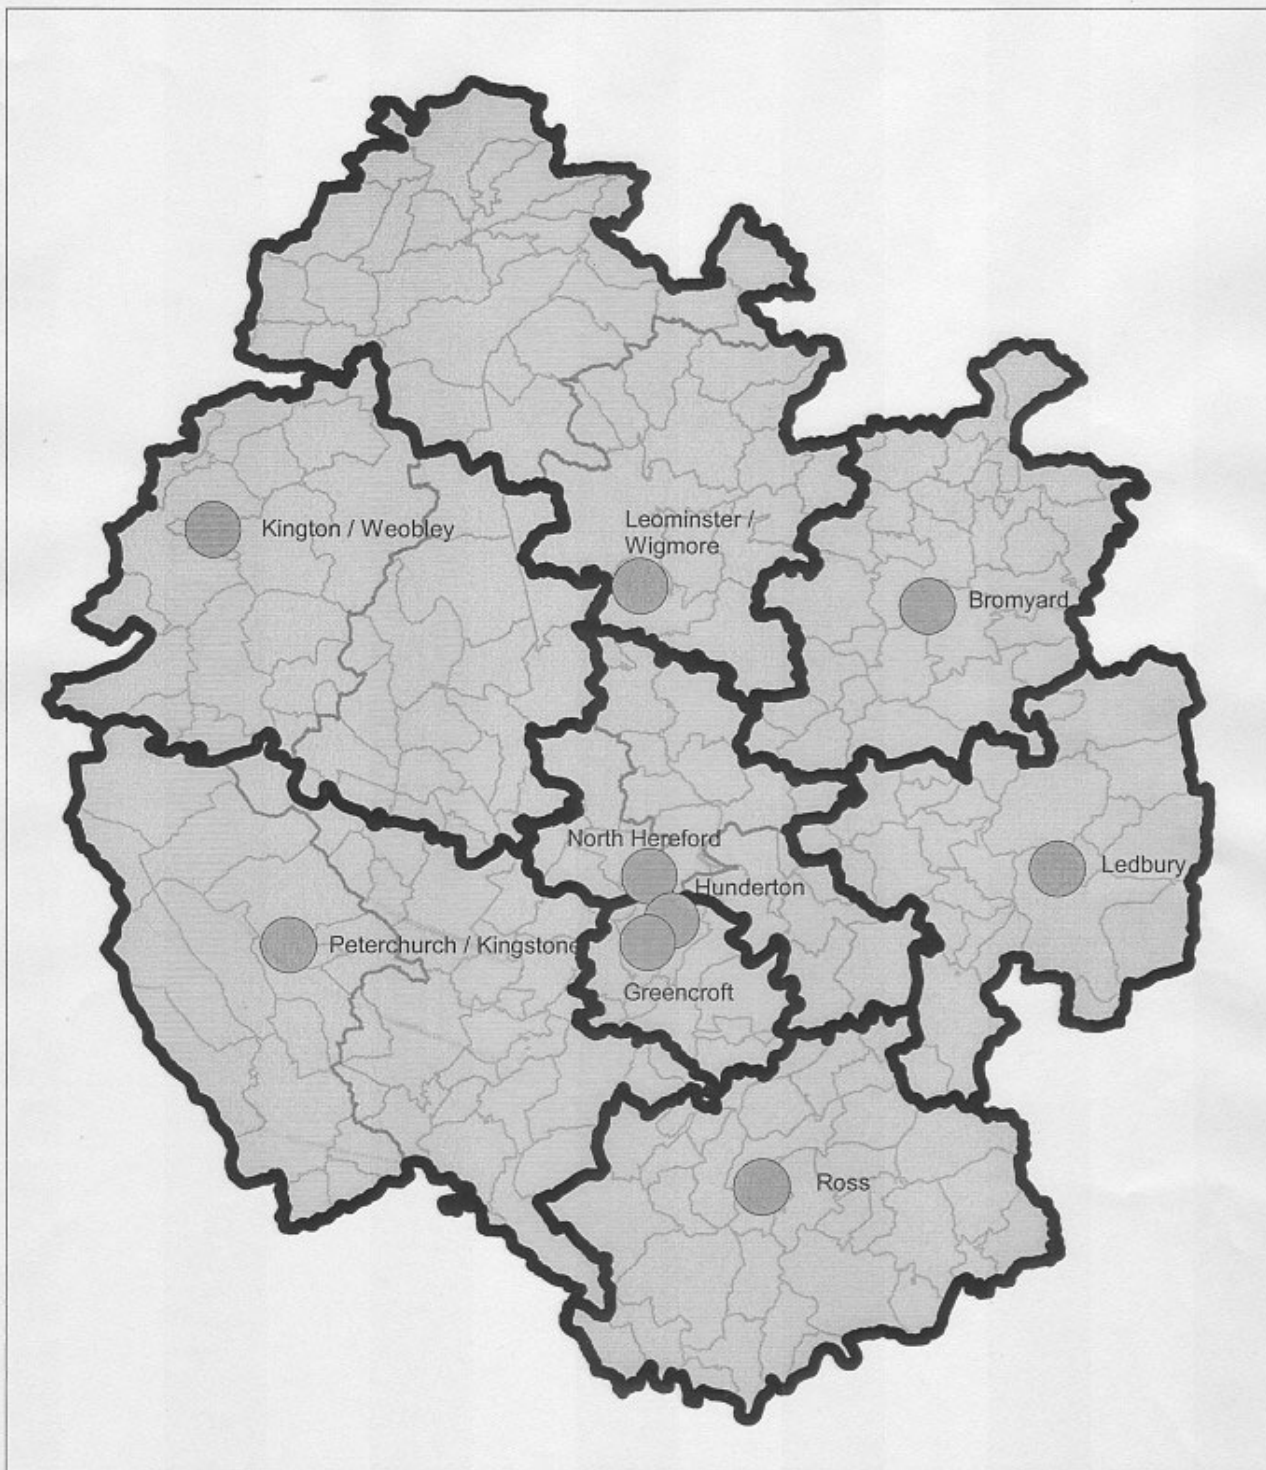 Leominster /
Wigmore
Kington / Weobley
Bromyard
North Hereford
Ledbury
Hunderton
Peterchurch / Kingstone
Greencroft
Ross